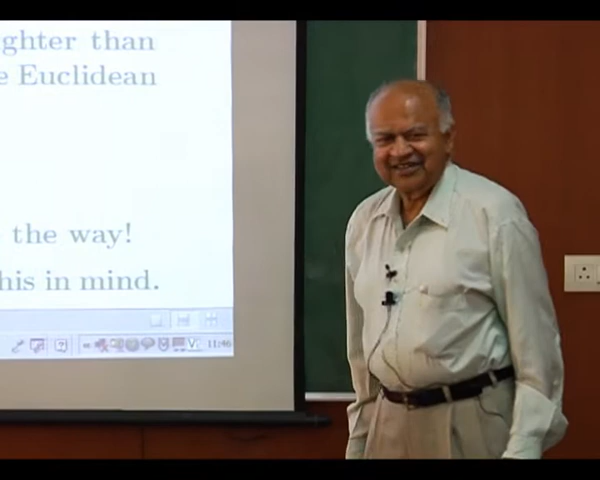 ghter than
e Euclidean
the way!
his in mind.
11:46